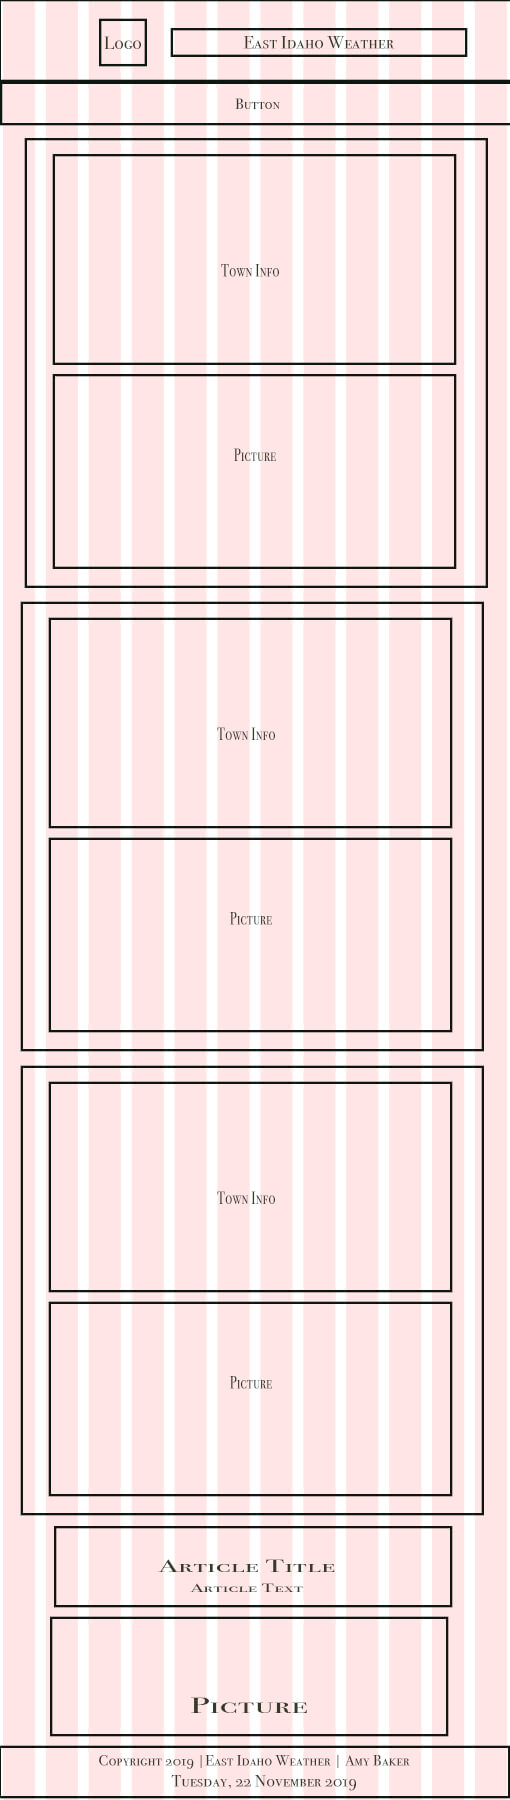 Logo
East Idaho Weather
Button
Town Info
Picture
Town Info
Picture
Town Info
Picture
Article Title
Article Text
Picture
Copyright 2019 | East Idaho Weather | Amy Baker
Tuesday, 22 November 2019